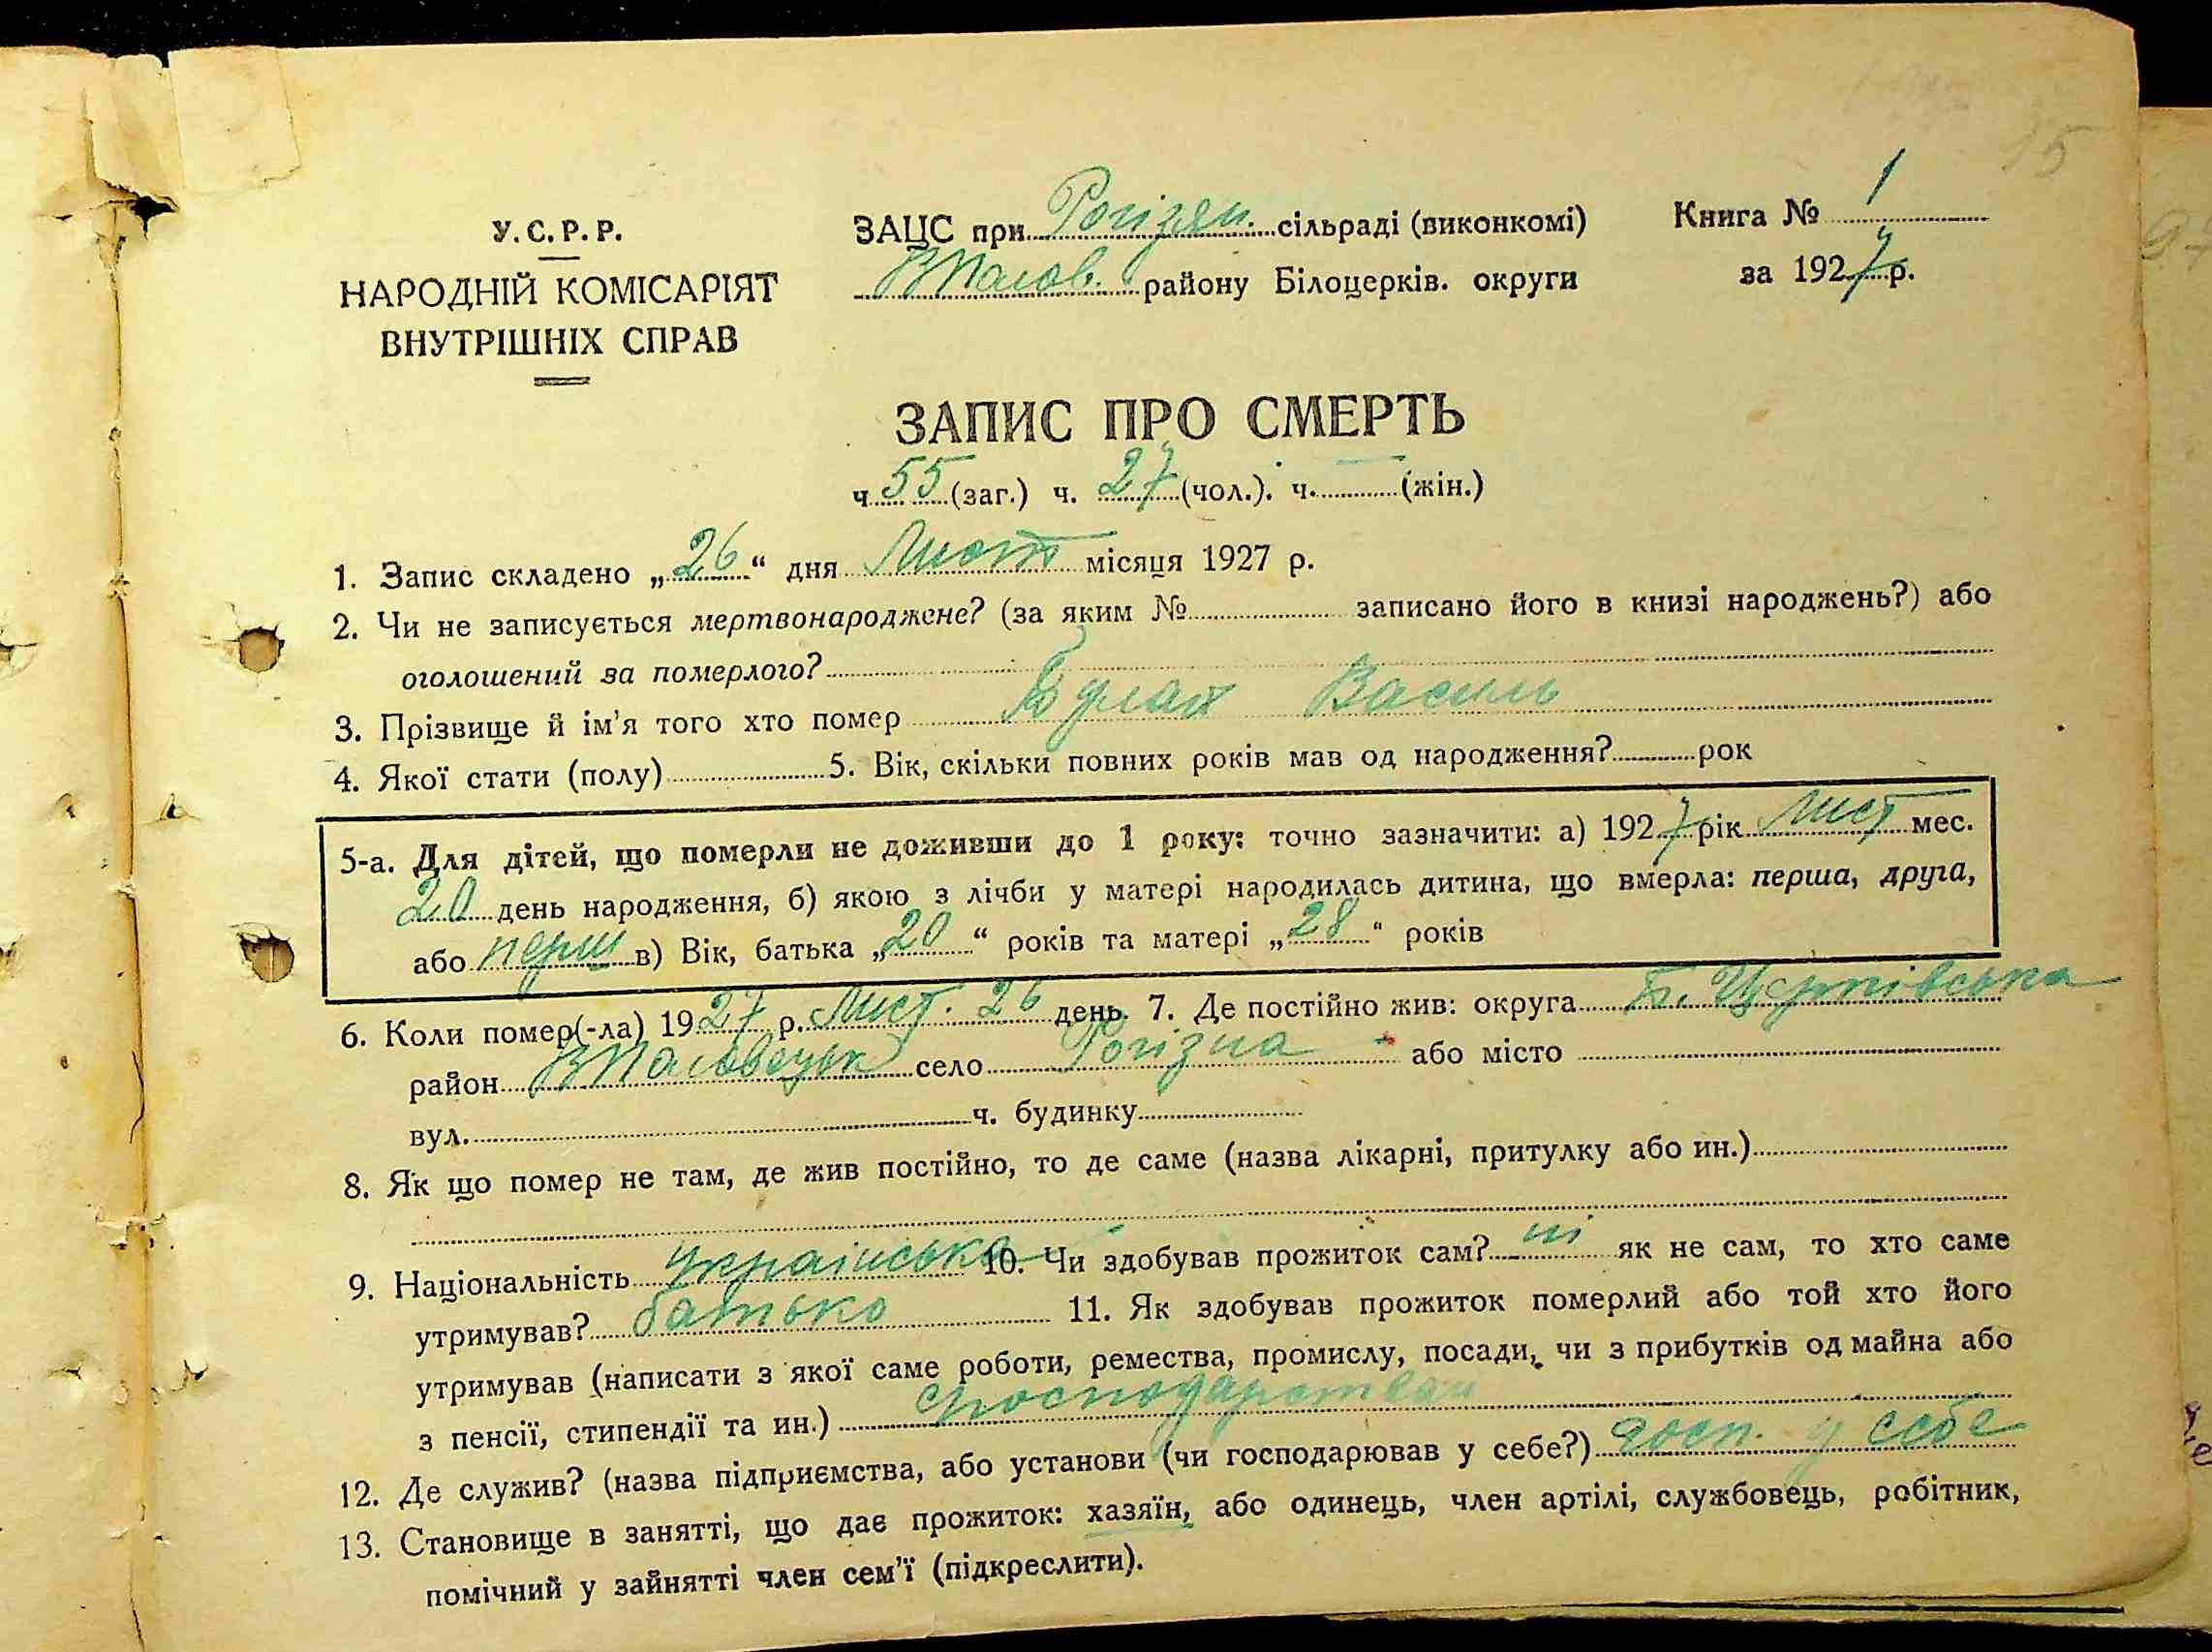 15
У.С.Р.Р.
НАРОДНІЙ КОМІСАРІЯТ
ВНУТРІШНІХ СПРАВ
ЗАЦС при Рогізян. сільраді (виконкомі)
ВПолов. району Білоцерків. округи
Книга № 1
за 1927 р.
ЗАПИС ПРО СМЕРТЬ
ч 55 (заг.) ч. 27 (чол.). ч. — (жін.)
1. Запис складено „26“ дня Лист місяця 1927 р.
2. Чи не записується мертвонароджене? (за яким № записано його в книзі народжень?) або
оголошений за померлого?
3. Прізвище й ім'я того хто помер Василь
4. Якої стати (полу) 5. Вік, скільки повних років мав од народження? рок
5-а. Для дітей, що померли не доживши до 1 року: точно зазначити: а) 1927 рік Лист мес.
20 день народження, б) якою з лічби у матері народилась дитина, що вмерла: перша, друга,
або перш в) Вік, батька „20“ років та матері „28“ років
6. Коли помер(-ла) 1927 р. Лист. 26 день. 7. Де постійно жив: округа Б. Церківська
район село Рогізна або місто
вул. ч. будинку
8. Як що помер не там, де жив постійно, то де саме (назва лікарні, притулку або ин.)
9. Національність українська 10. Чи здобував прожиток сам? ні як не сам, то хто саме
утримував? батько 11. Як здобував прожиток померлий або той хто його
утримував (написати з якої саме роботи, ремества, промислу, посади, чи з прибутків од майна або
з пенсії, стипендії та ин.)
12. Де служив? (назва підприємства, або установи (чи господарював у себе?) госп. у себе
13. Становище в занятті, що дає прожиток: хазяїн, або одинець, член артілі, службовець, робітник,
помічний у зайнятті член сем'ї (підкреслити).